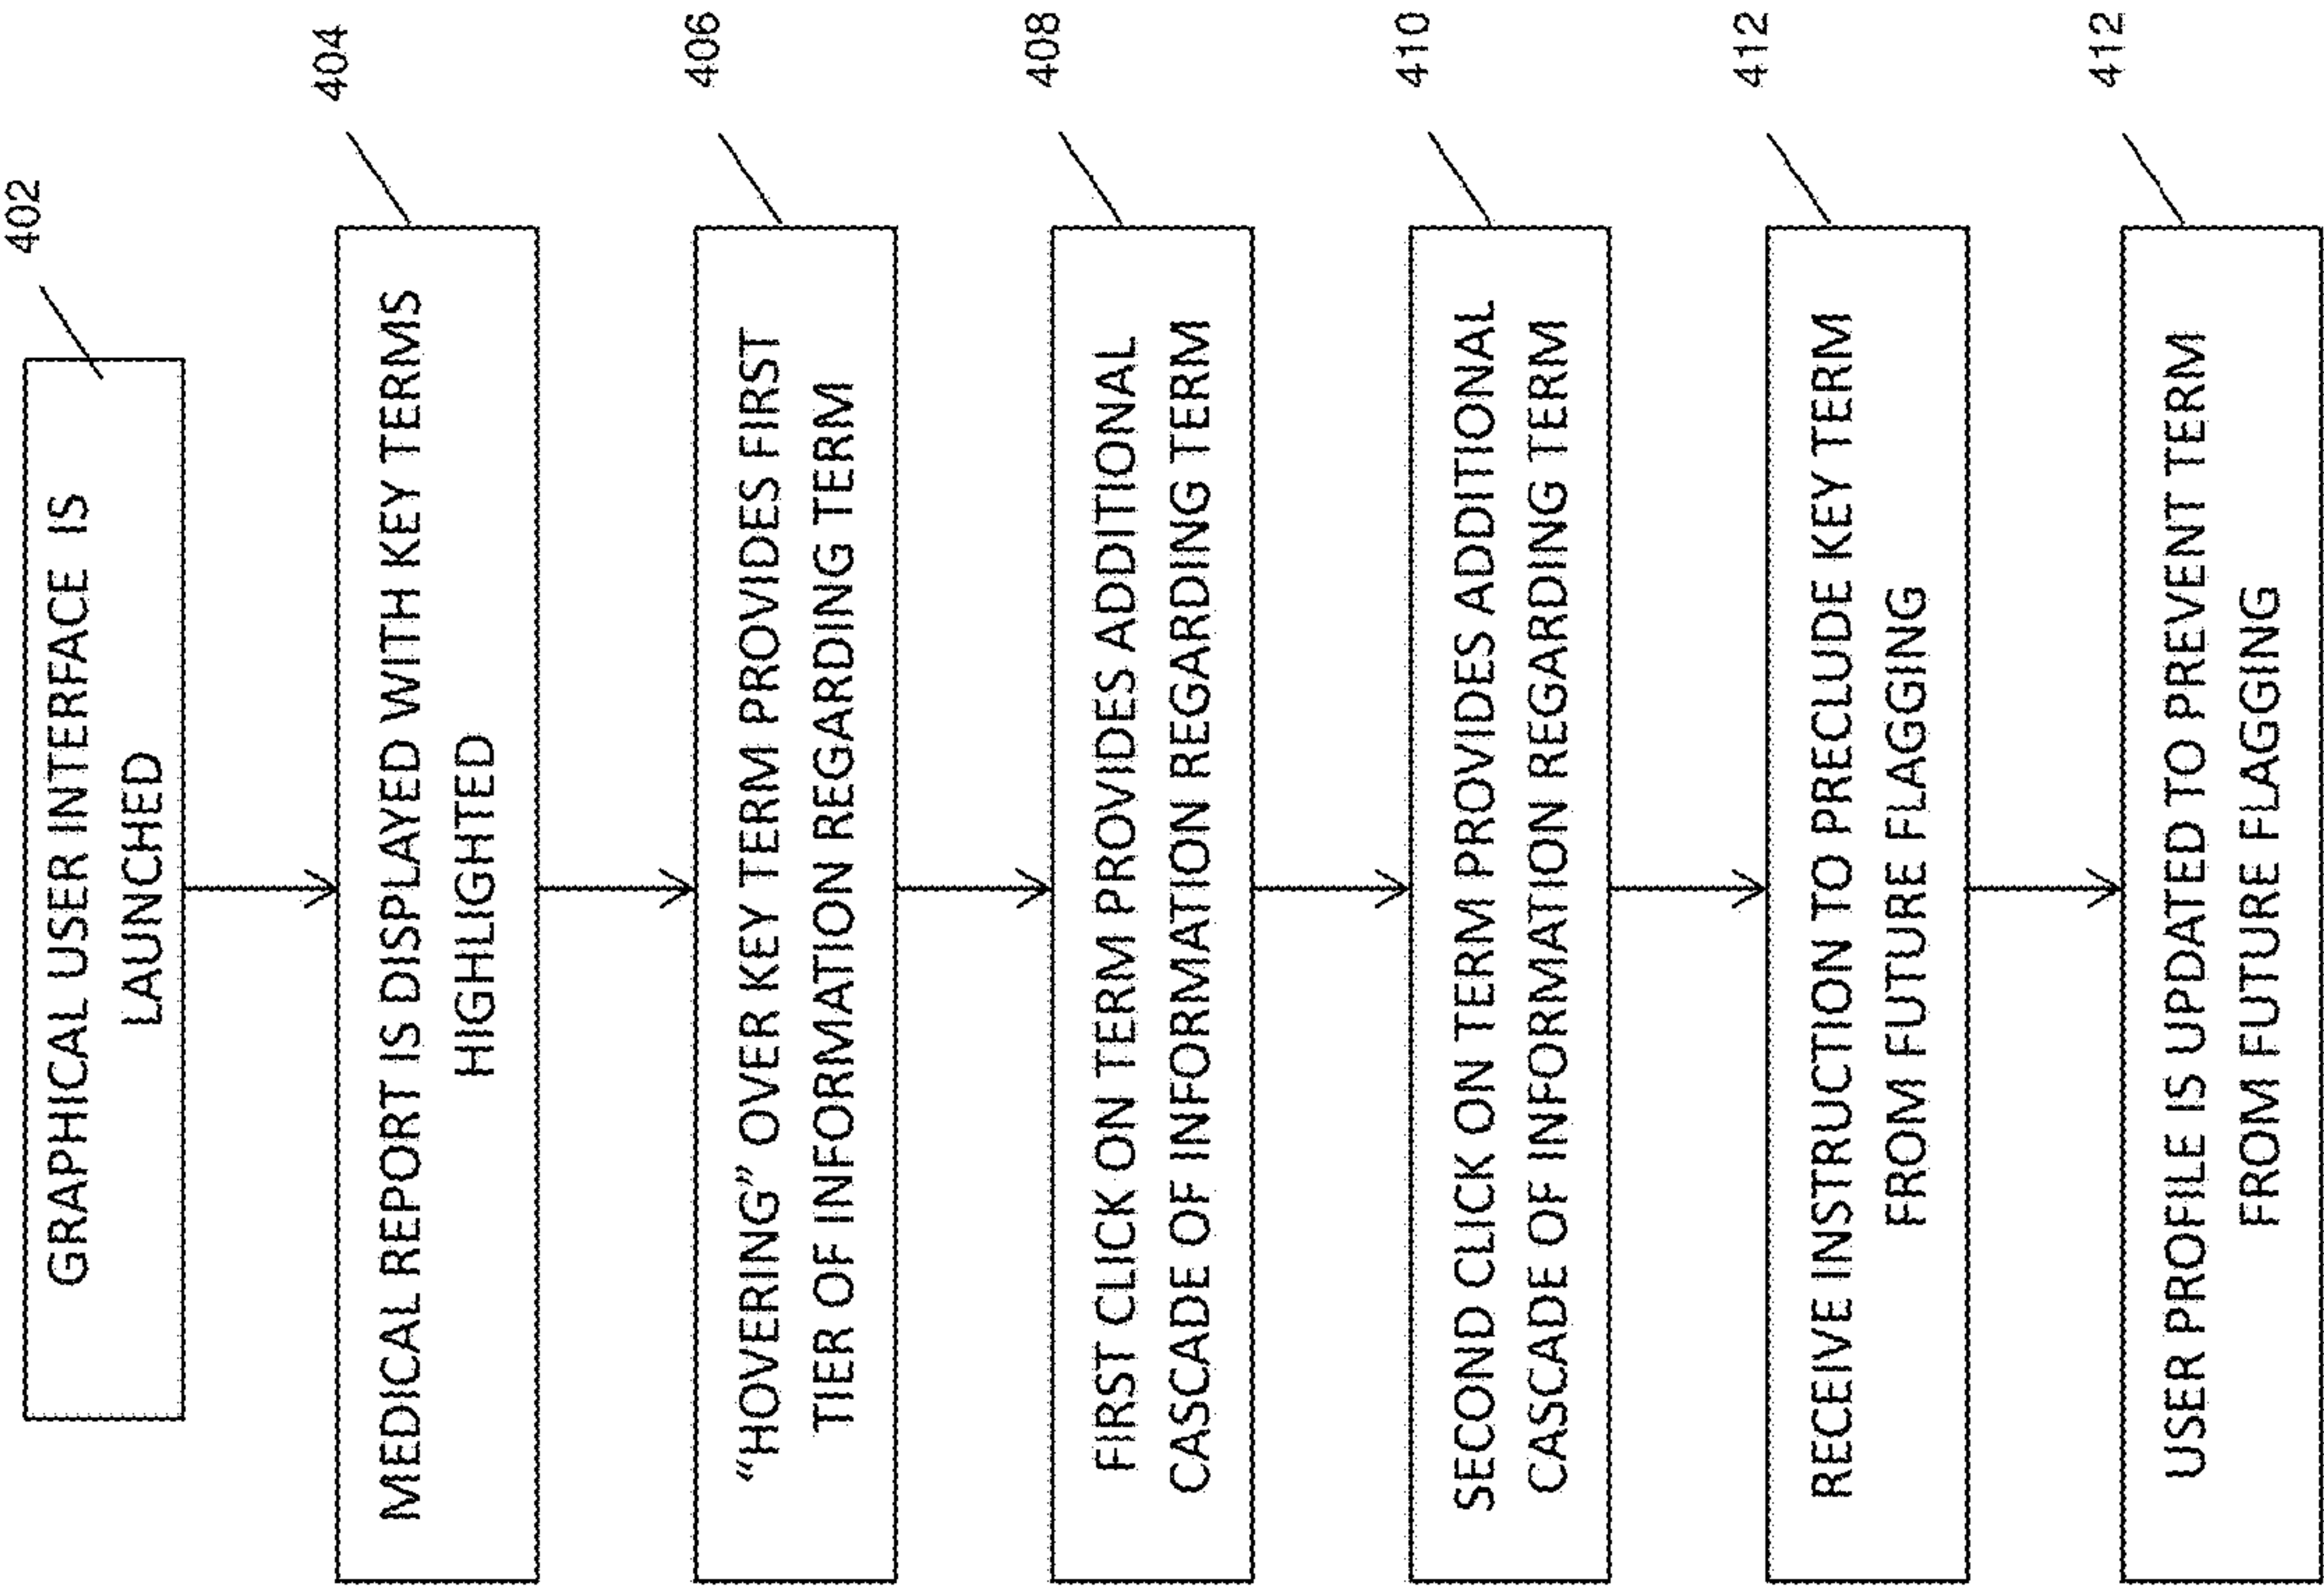 402
GRAPHICAL USER INTERFACE IS
LAUNCHED
404
MEDICAL REPORT IS DISPLAYED WITH KEY TERMS
HIGHLIGHTED
406
“HOVERING” OVER KEY TERM PROVIDES FIRST
TIER OF INFORMATION REGARDING TERM
408
FIRST CLICK ON TERM PROVIDES ADDITIONAL
CASCADE OF INFORMATION REGARDING TERM
410
SECOND CLICK ON TERM PROVIDES ADDITIONAL
CASCADE OF INFORMATION REGARDING TERM
412
RECEIVE INSTRUCTION TO PRECLUDE KEY TERM
FROM FUTURE FLAGGING
412
USER PROFILE IS UPDATED TO PREVENT TERM
FROM FUTURE FLAGGING